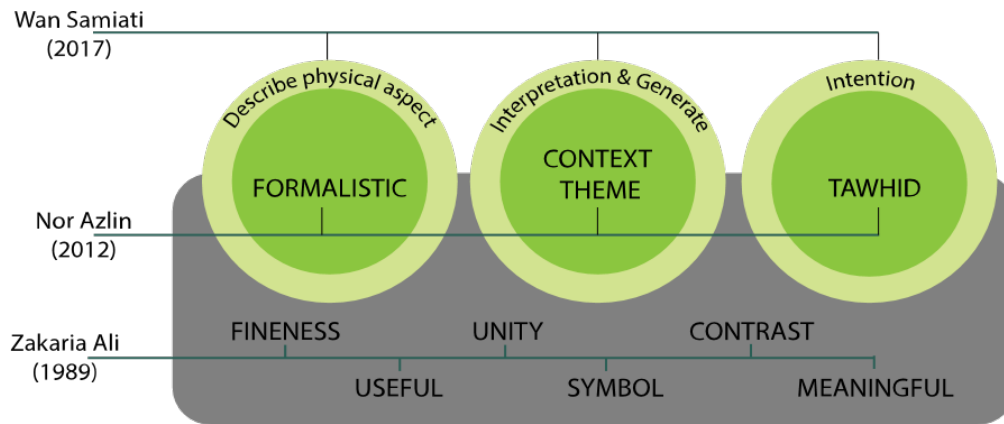 Wan Samiati
(2017)
Describe physical aspect
Interpretation & Generate
Intention
FORMALISTIC
CONTEXT
THEME
TAWHID
Nor Azlin
(2012)
FINENESS
UNITY
CONTRAST
Zakaria Ali
(1989)
USEFUL
SYMBOL
MEANINGFUL